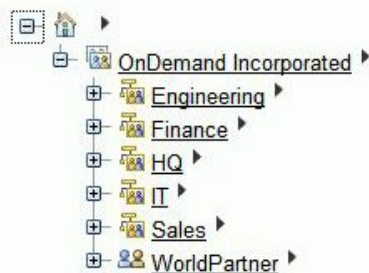 OnDemand Incorporated
Engineering
Finance
HQ
IT
Sales
WorldPartner